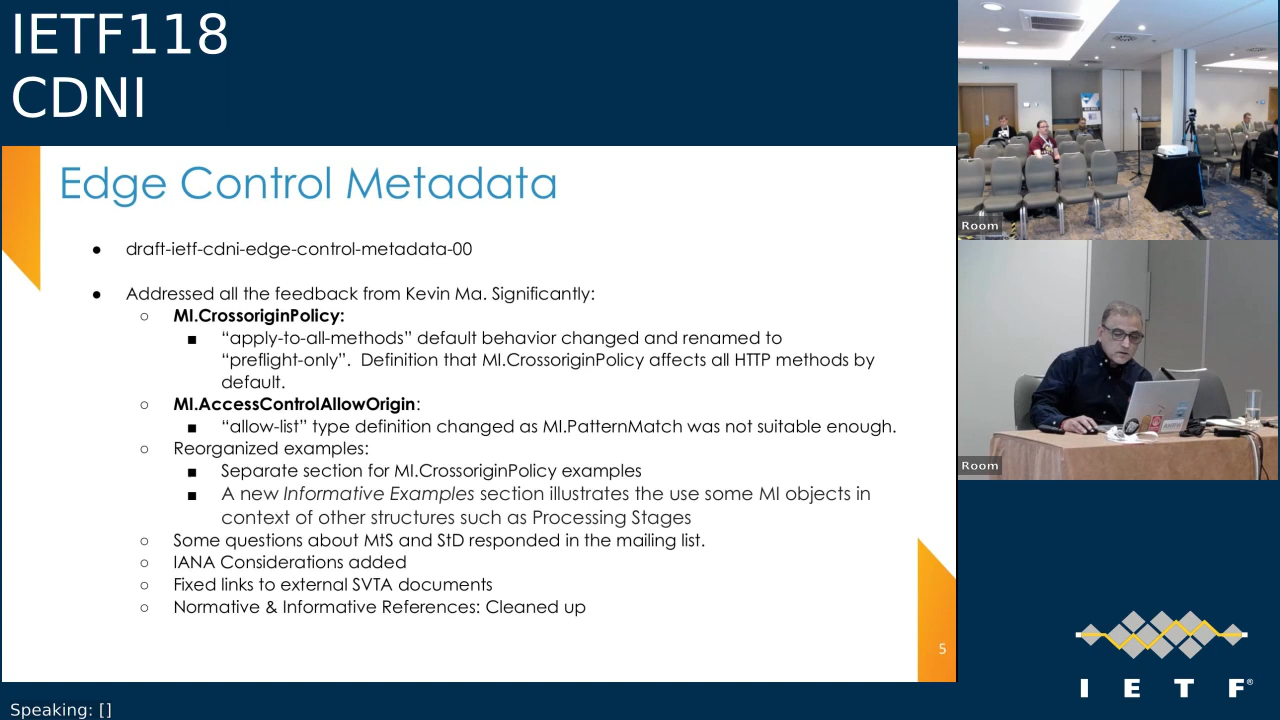 IETF118
CDNI
Edge Control Metadata
● draft-ietf-cdni-edge-control-metadata-00
● Addressed all the feedback from Kevin Ma. Significantly:
○ MI.CrossoriginPolicy:
■ “apply-to-all-methods” default behavior changed and renamed to
“preflight-only”. Definition that MI.CrossoriginPolicy affects all HTTP methods by
default.
○ MI.AccessControlAllowOrigin:
■ “allow-list” type definition changed as MI.PatternMatch was not suitable enough.
○ Reorganized examples:
■ Separate section for MI.CrossoriginPolicy examples
■ A new Informative Examples section illustrates the use some MI objects in
context of other structures such as Processing Stages
○ Some questions about MtS and StD responded in the mailing list.
○ IANA Considerations added
○ Fixed links to external SVTA documents
○ Normative & Informative References: Cleaned up
5
Room
Room
I E T F®
Speaking: []